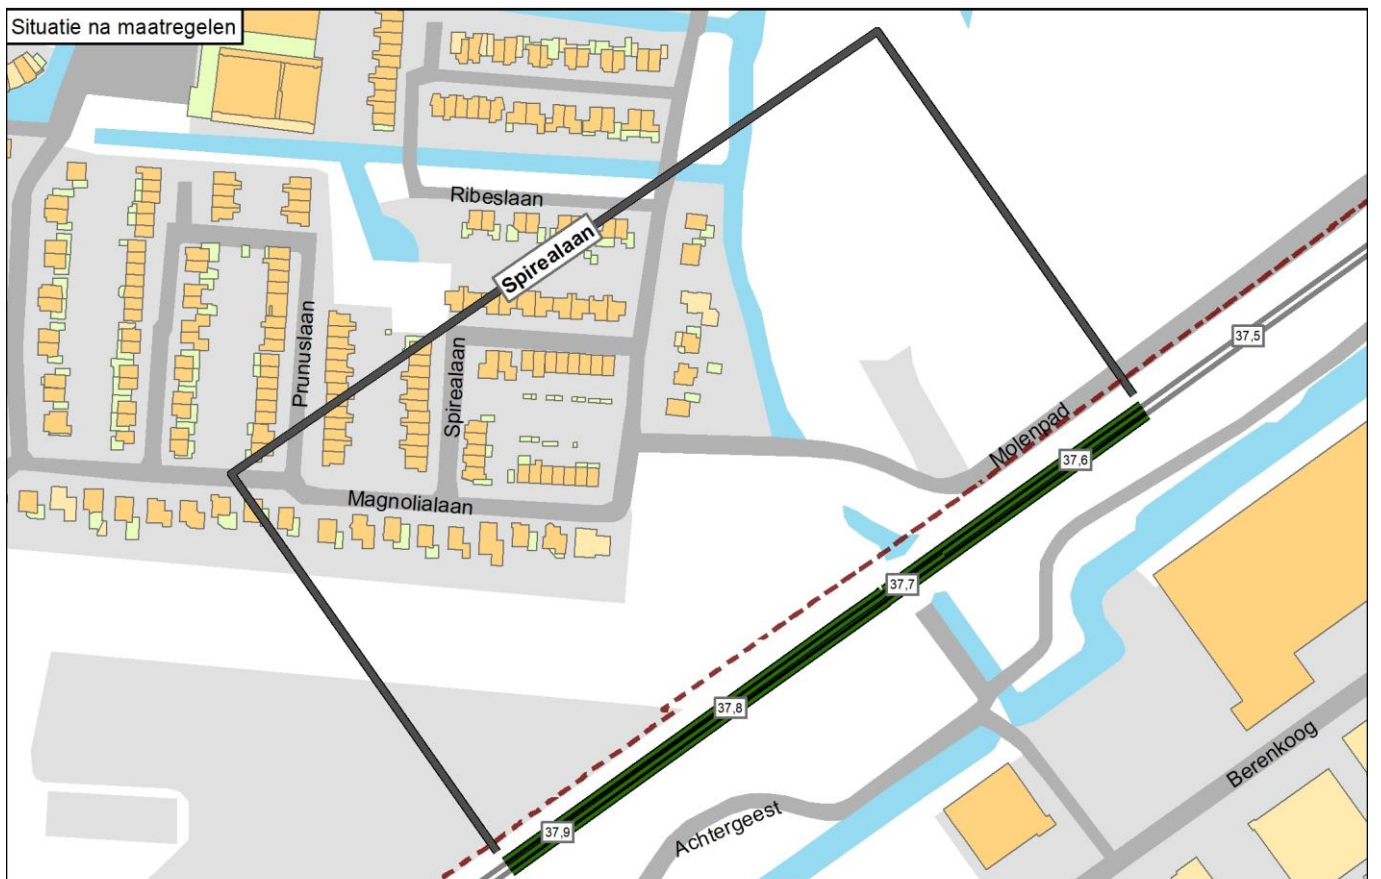 Situatie na maatregelen
Ribeslaan
Spirealaan
Prunuslaan
Spirealaan
37,5
Molenpad
37,6
Magnolialaan
37,7
37,8
Berenkoog
Achtergeest
37,9